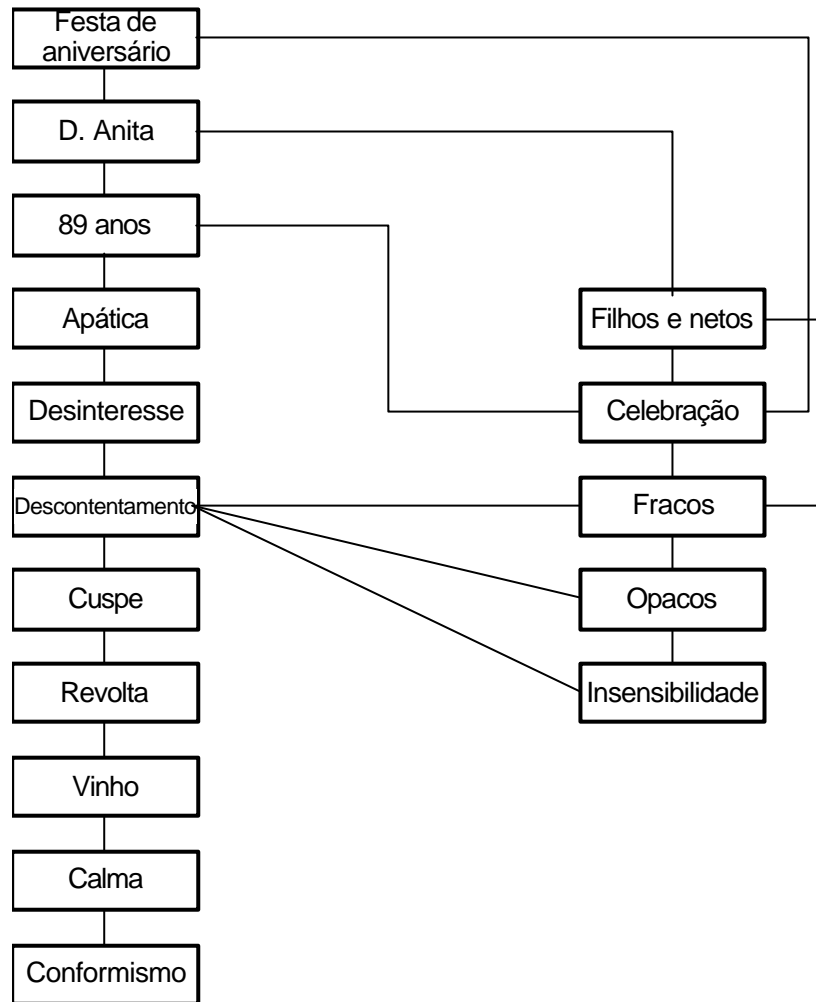 Festa de
aniversário
D. Anita
89 anos
Apática
Desinteresse
Descontentamento
Cuspe
Revolta
Vinho
Calma
Conformismo
Filhos e netos
Celebração
Fracos
Opacos
Insensibilidade